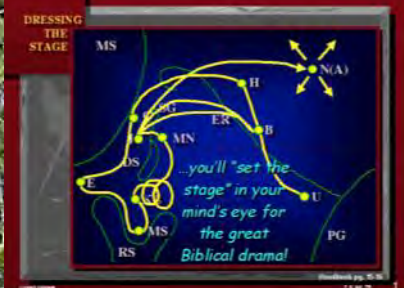 DRESSING
THE
STAGE
MS
N(A)
H
SG
ER
B
MN
DS
...you'll "set the
stage" in your
mind's eye for
the great
Biblical drama!
E
U
MS
RS
PG